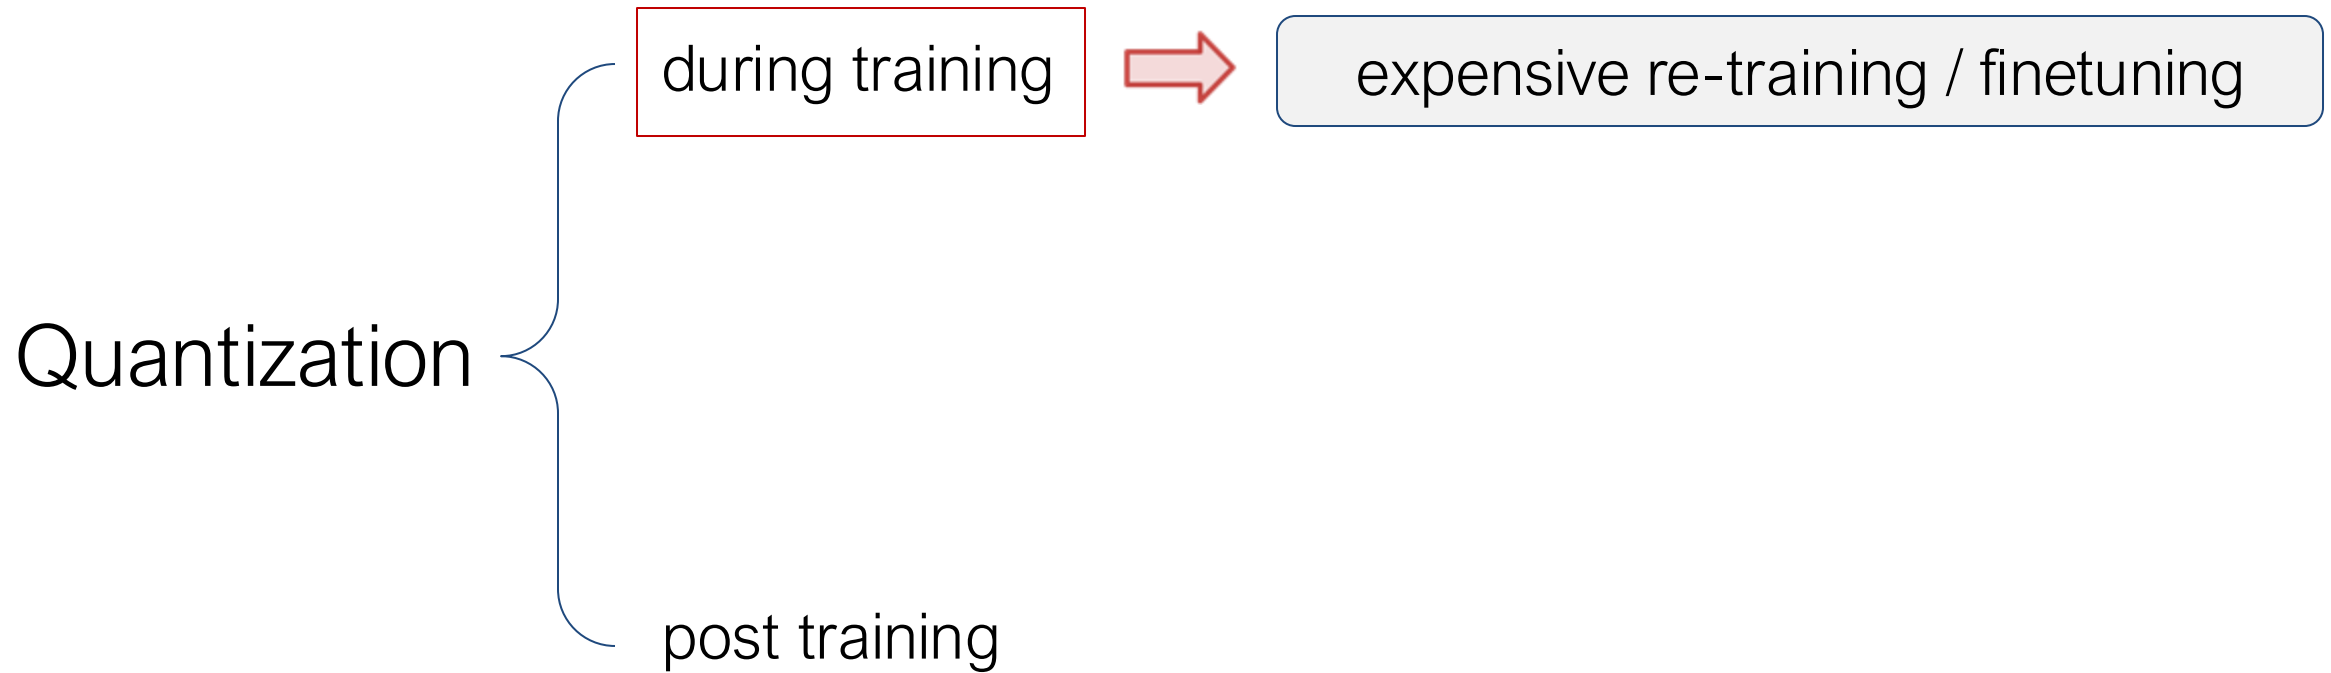 during training
expensive re-training / finetuning
Quantization
post training